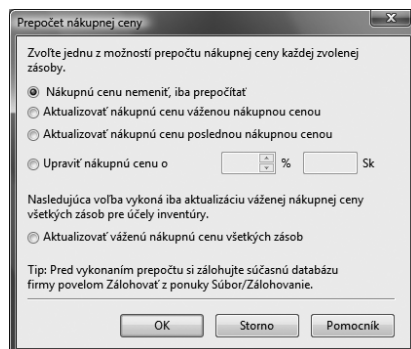 Prepočet nákupnej ceny
Zvoľte jednu z možností prepočtu nákupnej ceny každej zvolenej
zásoby.
Nákupnú cenu nemeniť, iba prepočítať
Aktualizovať nákupnú cenu váženou nákupnou cenou
Aktualizovať nákupnú cenu poslednou nákupnou cenou
Upraviť nákupnú cenu o % Sk
Nasledujúca voľba vykoná iba aktualizáciu váženej nákupnej ceny
všetkých zásob pre účely inventúry.
Aktualizovať váženú nákupnú cenu všetkých zásob
Tip: Pred vykonaním prepočtu si zálohujte súčasnú databázu
firmy povelom Zálohovať z ponuky Súbor/Zálohovanie.
OK Storno Pomocník